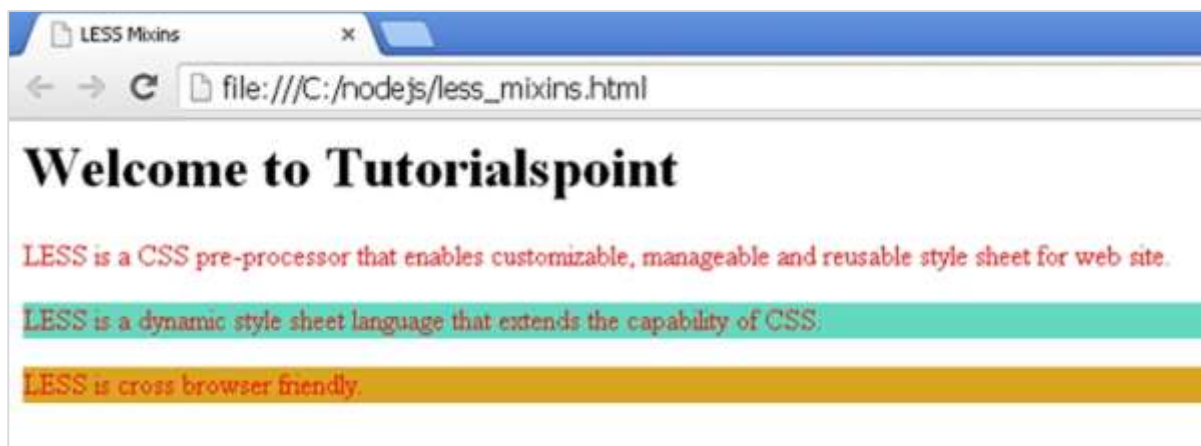 LESS Mixins
file:///C:/nodejs/less_mixins.html
Welcome to Tutorialspoint
LESS is a CSS pre-processor that enables customizable, manageable and reusable style sheet for web site.
LESS is a dynamic style sheet language that extends the capability of CSS.
LESS is cross browser friendly.